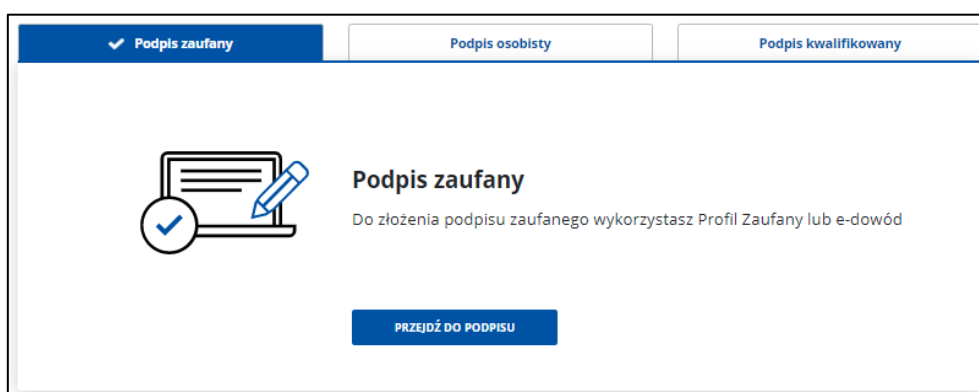 Podpis zaufany
Podpis osobisty
Podpis kwalifikowany
Podpis zaufany
Do złożenia podpisu zaufanego wykorzystasz Profil Zaufany lub e-dowód
PRZEJDŹ DO PODPISU